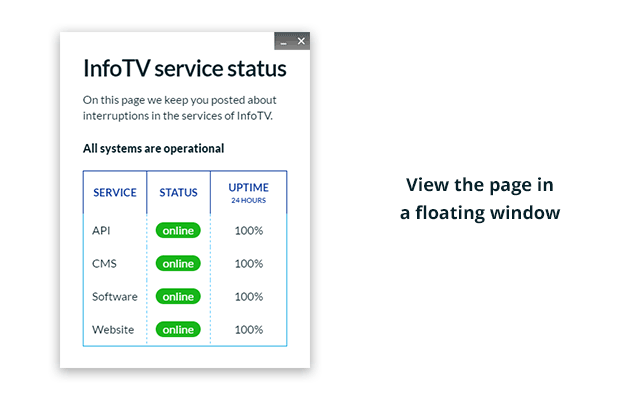 InfoTV service status
On this page we keep you posted about
interruptions in the services of InfoTV.
All systems are operational
SERVICE STATUS UPTIME
24 HOURS
API online 100%
CMS online 100%
Software online 100%
Website online 100%
View the page in
a floating window